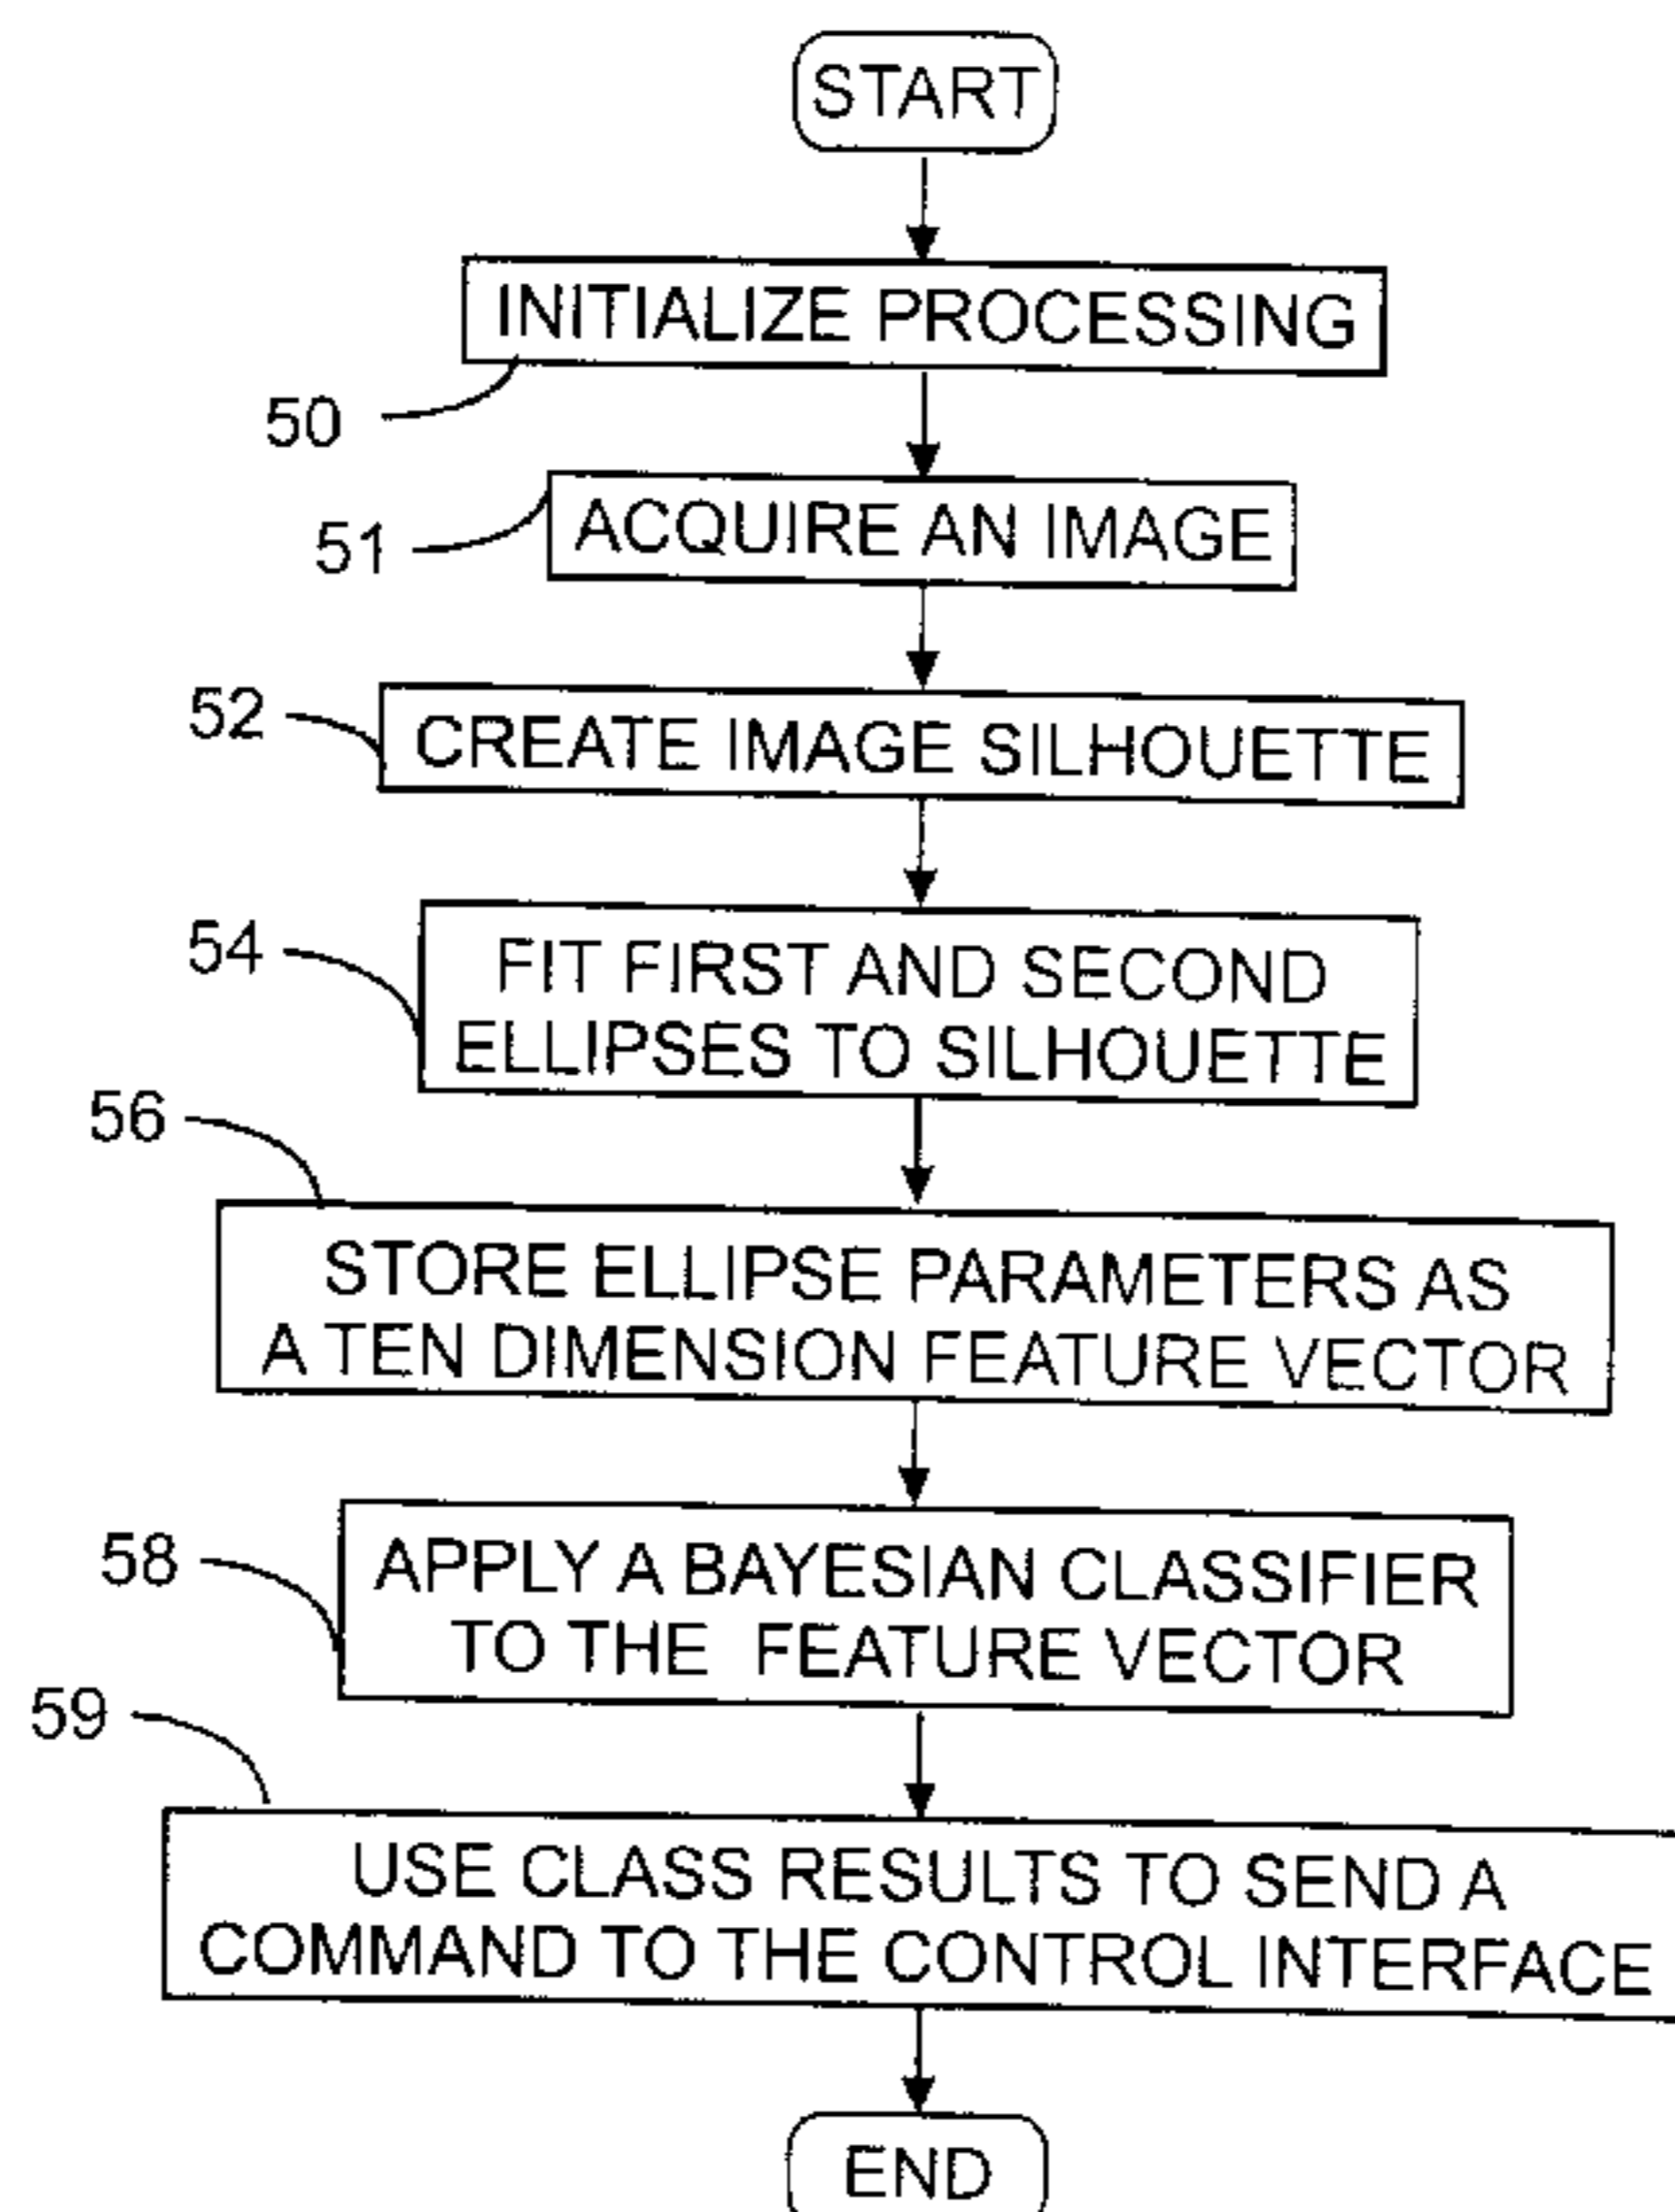 START
INITIALIZE PROCESSING
50
51
ACQUIRE AN IMAGE
52
CREATE IMAGE SILHOUETTE
54
FIT FIRST AND SECOND
ELLIPSES TO SILHOUETTE
56
STORE ELLIPSE PARAMETERS AS
A TEN DIMENSION FEATURE VECTOR
58
APPLY A BAYESIAN CLASSIFIER
TO THE FEATURE VECTOR
59
USE CLASS RESULTS TO SEND A
COMMAND TO THE CONTROL INTERFACE
END